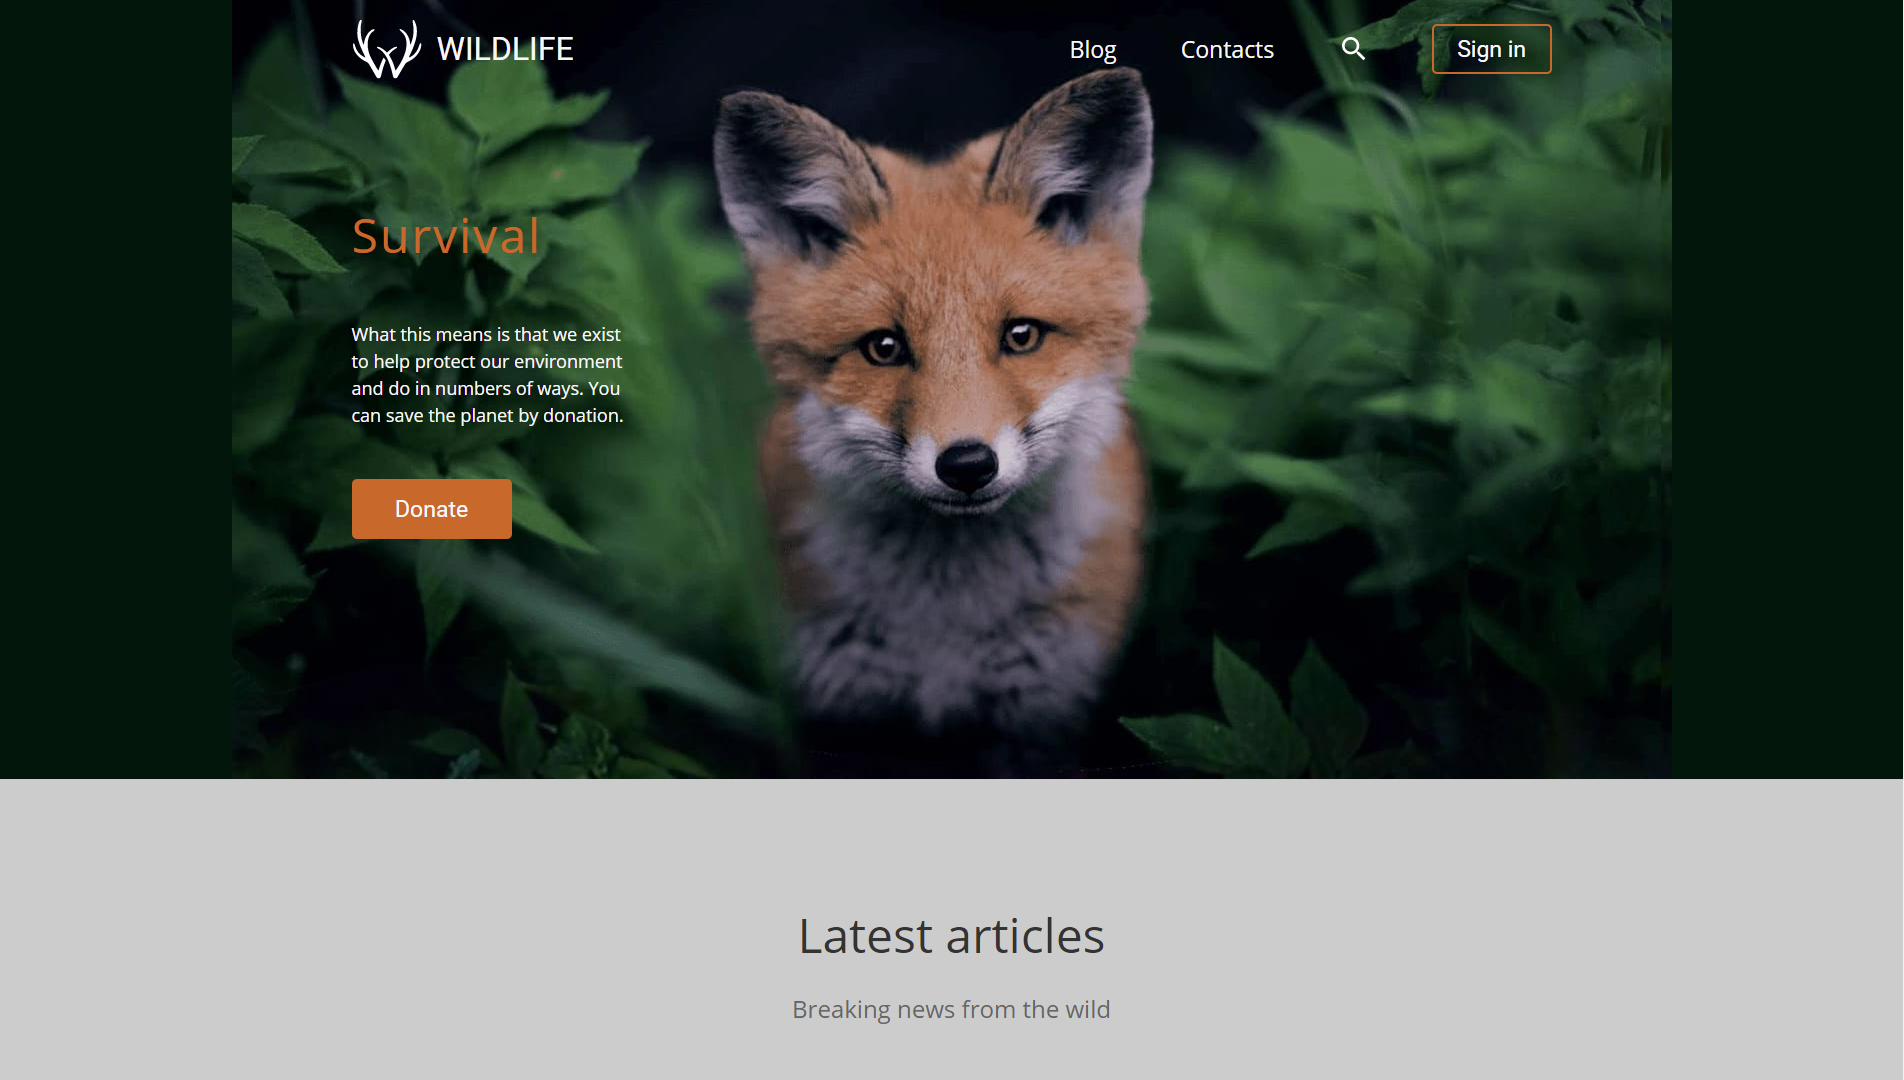 WILDLIFE
Blog
Contacts
Sign in
Survival
What this means is that we exist
to help protect our environment
and do in numbers of ways. You
can save the planet by donation.
Donate
Latest articles
Breaking news from the wild